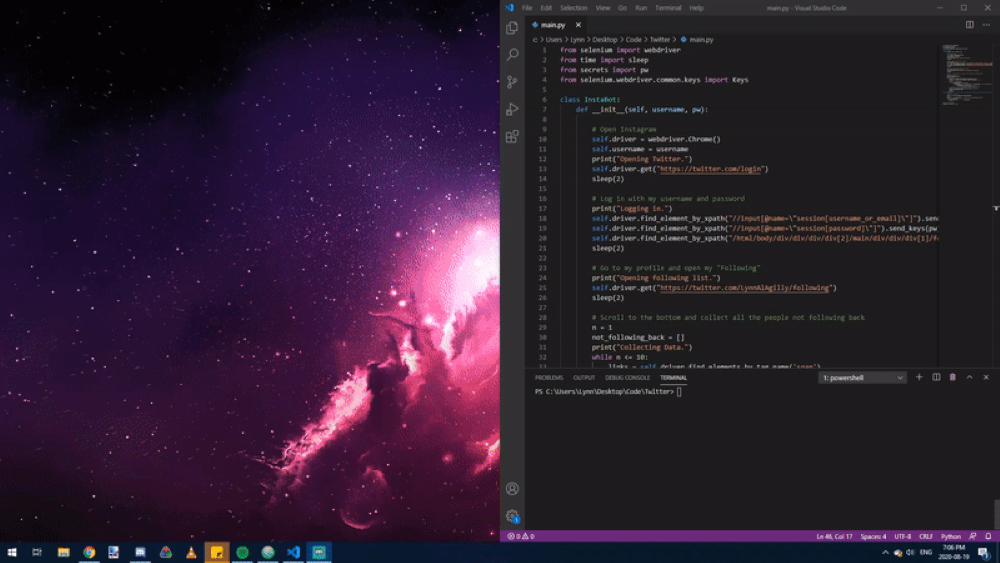 File Edit Selection View Go Run Terminal Help main.py - Visual Studio Code
main.py
c: > Users > Lynn > Desktop > Code > Twitter > main.py
1 from selenium import webdriver
2 from time import sleep
3 from secrets import pw
4 from selenium.webdriver.common.keys import Keys
5
6 class InstaBot:
7 def __init__(self, username, pw):
8
9 # Open Instagram
10 self.driver = webdriver.Chrome()
11 self.username = username
12 print("Opening Twitter.")
13 self.driver.get("https://twitter.com/login")
14 sleep(2)
15
16 # Log in with my username and password
17 print("Logging in.")
18 self.driver.find_element_by_xpath("//input[@name=\"session[username_or_email]\"]").sen
19 self.driver.find_element_by_xpath("//input[@name=\"session[password]\"]").send_keys(pw
20 self.driver.find_element_by_xpath("/html/body/div/div/div/div[2]/main/div/div/div[1]/f
21 sleep(2)
22
23 # Go to my profile and open my "Following"
24 print("Opening following list.")
25 self.driver.get("https://twitter.com/LynnAlAgilly/following")
26 sleep(2)
27
28 # Scroll to the bottom and collect all the people not following back
29 n = 1
30 not_following_back = []
31 print("Collecting Data.")
32 while n <= 10:
links = self.driver.find_elements_by_tag_name("span")
PROBLEMS OUTPUT DEBUG CONSOLE TERMINAL 1: powershell
PS C:\Users\Lynn\Desktop\Code\Twitter>
0 0 Ln 46, Col 17 Spaces: 4 UTF-8 CRLF Python
ENG 7:06 PM
2020-08-19